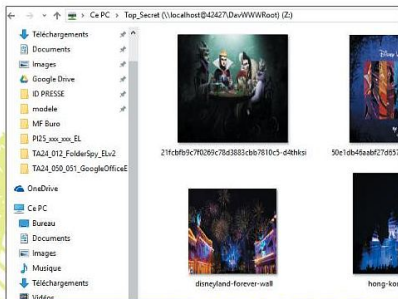 Ce PC > Top_Secret (\\localhost@42427\DavWWWRoot) (Z:)
Téléchargements
Documents
Images
Google Drive
ID PRESSE
modele
MF Buro
PI25_xxx_xxx_EL
TA24_012_FolderSpy_ELv2
TA24_050_051_GoogleOfficeE
OneDrive
Ce PC
Bureau
Documents
Images
Musique
Téléchargements
Vidéos
21fcbfb9c7f0269c78d3883cbb7810c5-d4thksi
50e1db46aabf27d657
disneyland-forever-wall
hong-kon